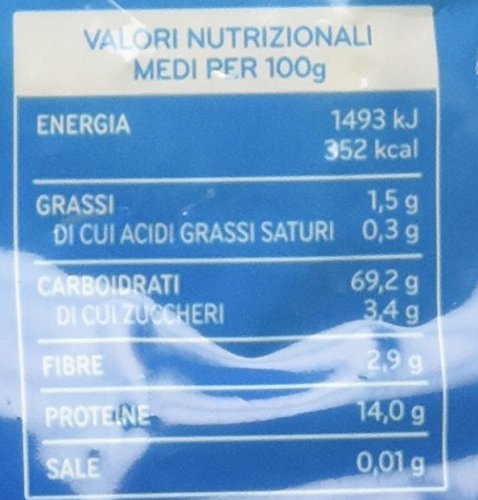 VALORI NUTRIZIONALI
MEDI PER 100g
ENERGIA 1493 kJ
352 kcal
GRASSI 1,5 g
DI CUI ACIDI GRASSI SATURI 0,3 g
CARBOIDRATI 69,2 g
DI CUI ZUCCHERI 3,4 g
FIBRE 2,9 g
PROTEINE 14,0 g
SALE 0,01 g